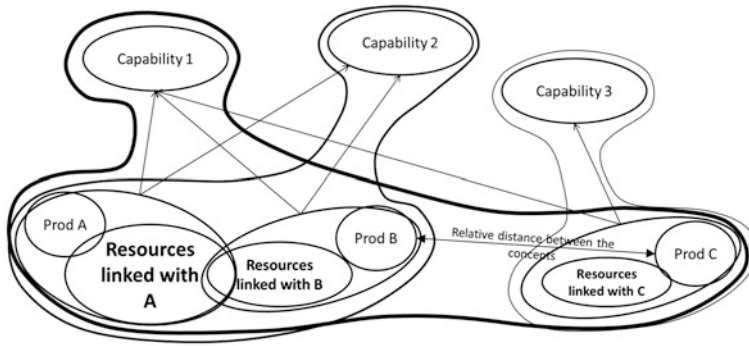 Capability 1
Capability 2
Capability 3
Prod A
Resources
linked with
A
Resources
linked with B
Prod B
Relative distance between the
concepts
Prod C
Resources
linked with C